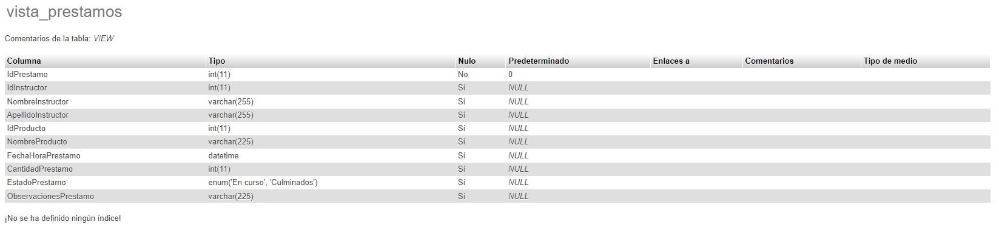 vista_prestamos
Comentarios de la tabla: VIEW
Columna Tipo Nulo Predeterminado Enlaces a Comentarios Tipo de medio
IdPrestamo int(11) No 0
IdInstructor int(11) Sí NULL
NombreInstructor varchar(255) Sí NULL
ApellidoInstructor varchar(255) Sí NULL
IdProducto int(11) Sí NULL
NombreProducto varchar(225) Sí NULL
FechaHoraPrestamo datetime Sí NULL
CantidadPrestamo int(11) Sí NULL
EstadoPrestamo enum('En curso', 'Culminados') Sí NULL
ObservacionesPrestamo varchar(225) Sí NULL
¡No se ha definido ningún índice!